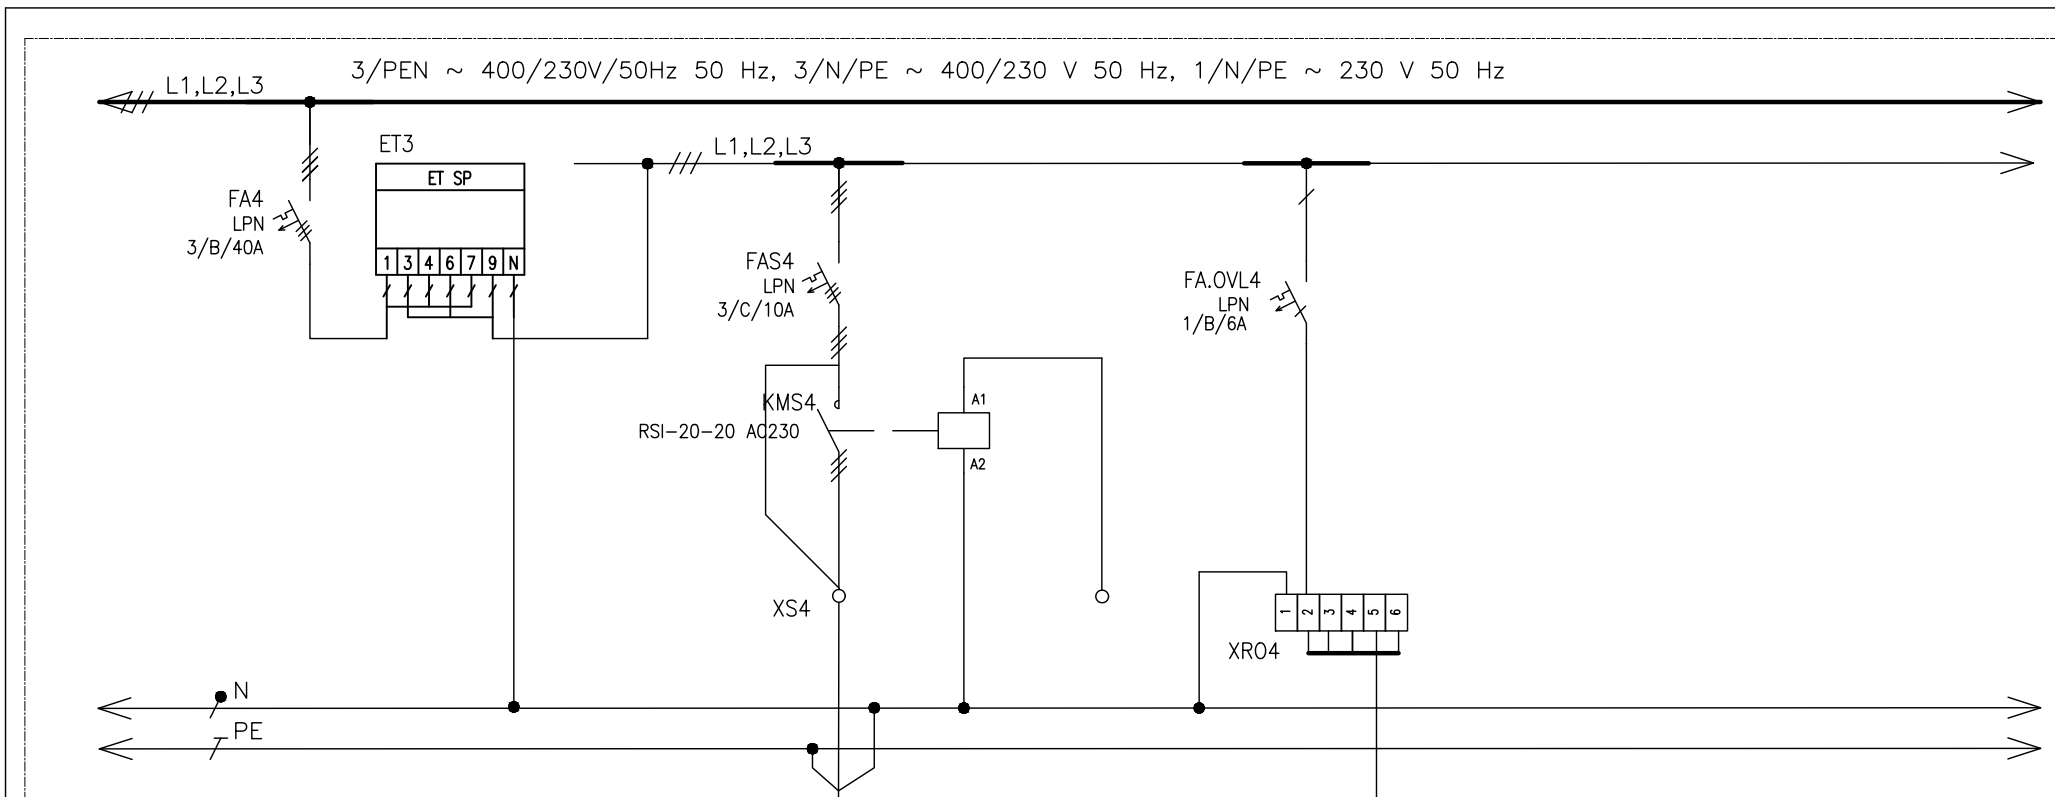 3/PEN ~ 400/230V/50Hz 50 Hz, 3/N/PE ~ 400/230 V 50 Hz, 1/N/PE ~ 230 V 50 Hz
L1,L2,L3
ET3
L1,L2,L3
ET SP
FA4
LPN
3/B/40A
1 3 4 6 7 9 N
FAS4
LPN
3/C/10A
FA.OVL4
LPN
1/B/6A
KMS4
RSI-20-20 AC230
A1
A2
XS4
1 2 3 4 5 6
XRO4
N
PE